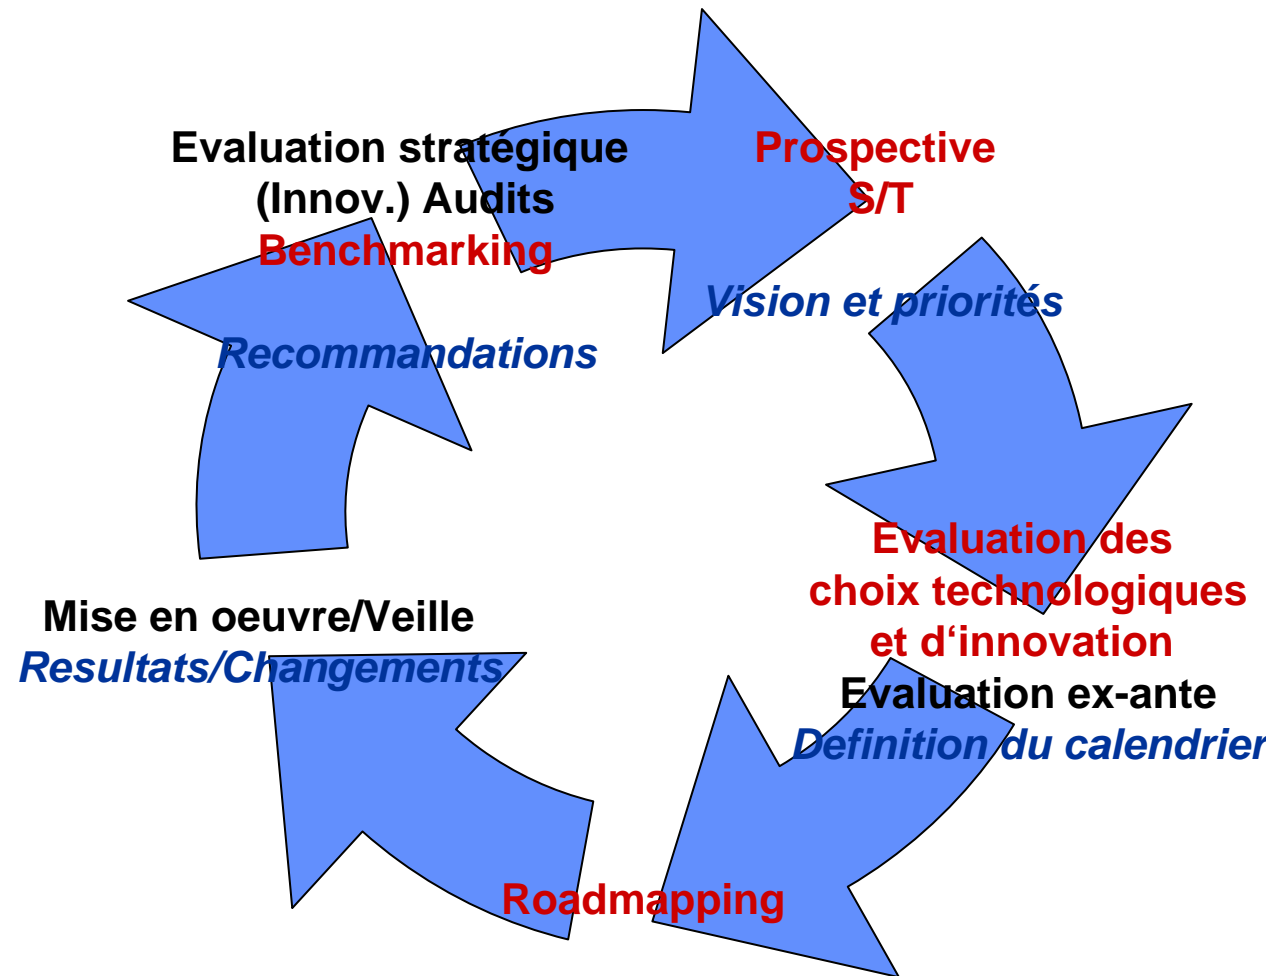 Evaluation stratégique
(Innov.) Audits
Benchmarking
Recommandations
Prospective
S/T
Vision et priorités
Evaluation des
choix technologiques
et d‘innovation
Evaluation ex-ante
Definition du calendrier
Roadmapping
Mise en oeuvre/Veille
Resultats/Changements